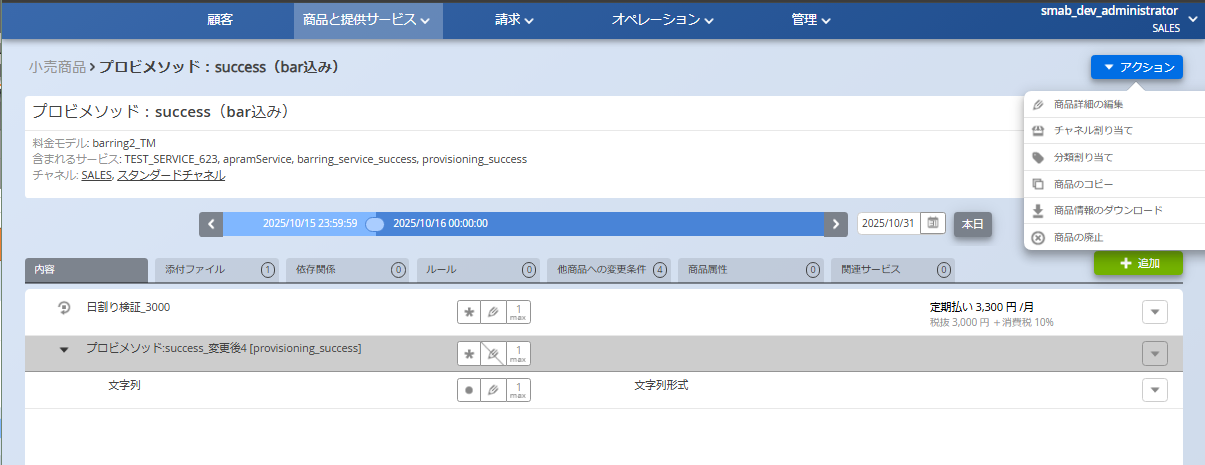 顧客 商品と提供サービス 請求 オペレーション 管理 smab_dev_administrator
SALES
小売商品 › プロビメソッド：success（bar込み） アクション
プロビメソッド：success（bar込み）
商品詳細の編集
チャネル割り当て
分類割り当て
商品のコピー
商品情報のダウンロード
商品の廃止
料金モデル: barring2_TM
含まれるサービス: TEST_SERVICE_623, apramService, barring_service_success, provisioning_success
チャネル: SALES, スタンダードチャネル
2025/10/15 23:59:59 2025/10/16 00:00:00 2025/10/31 本日
追加
内容 添付ファイル 1 依存関係 0 ルール 0 他商品への変更条件 4 商品属性 0 関連サービス 0
日割り検証_3000 1 max 定期払い 3,300 円 /月
税抜 3,000 円 ＋消費税 10%
プロビメソッド:success_変更後4 [provisioning_success] 1 max
文字列 1 max 文字列形式